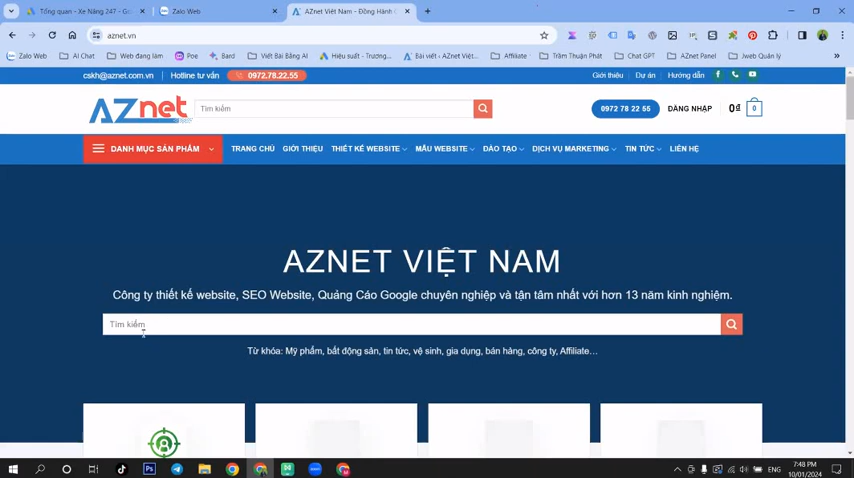 Tổng quan - Xe Nâng 247 - Go
Zalo Web
AZnet Việt Nam - Đồng Hành
aznet.vn
Zalo Web
AI Chat
Web đang làm
Poe
Bard
Viết Bài Bằng AI
Hiệu suất - Trương...
Bài viết - AZnet Việt...
Affiliate
Trầm Thuận Phát
Chat GPT
AZnet Panel
Jweb Quản lý
cskh@aznet.com.vn
Hotline tư vấn
0972.78.22.55
Giới thiệu
Dự án
Hướng dẫn
AZnet
Tìm kiếm
0972 78 22 55
ĐĂNG NHẬP
0₫
0
DANH MỤC SẢN PHẨM
TRANG CHỦ
GIỚI THIỆU
THIẾT KẾ WEBSITE
MẪU WEBSITE
ĐÀO TẠO
DỊCH VỤ MARKETING
TIN TỨC
LIÊN HỆ
AZNET VIỆT NAM
Công ty thiết kế website, SEO Website, Quảng Cáo Google chuyên nghiệp và tận tâm nhất với hơn 13 năm kinh nghiệm.
Tìm kiếm
Từ khóa: Mỹ phẩm, bất động sản, tin tức, vệ sinh, gia dụng, bán hàng, công ty, Affiliate…
ENG
7:48 PM
10/01/2024